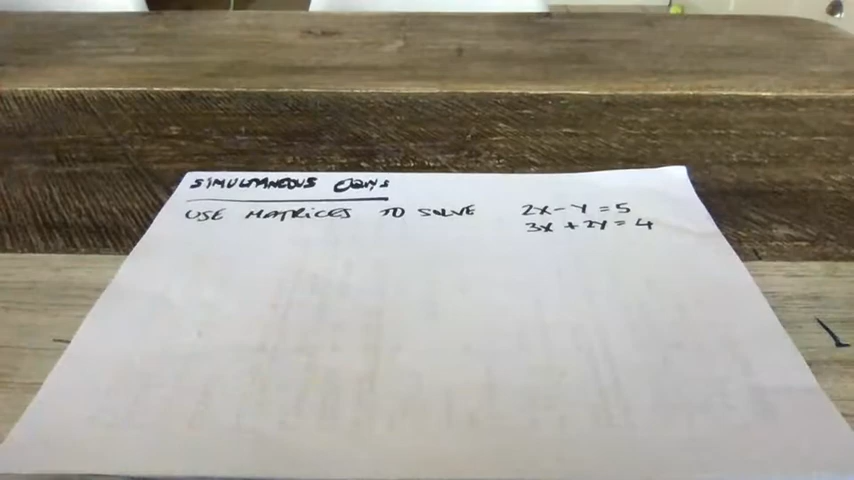 SIMULTANEOUS EQNS
USE MATRICES TO SOLVE 2x - y = 5
3x + 2y = 4